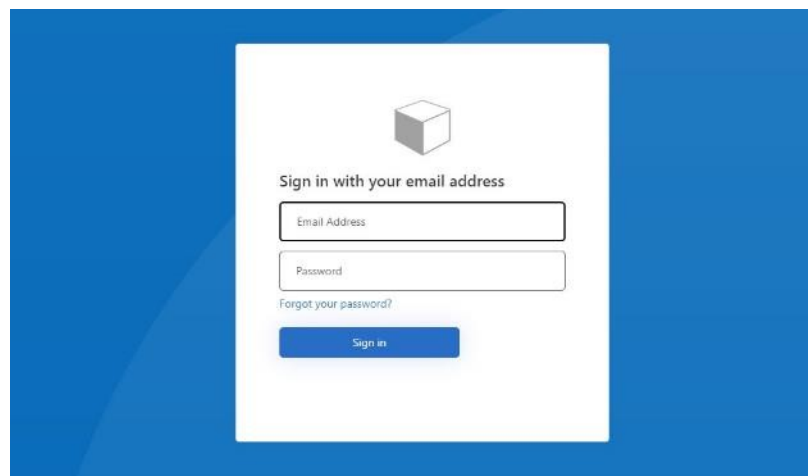 Sign in with your email address
Email Address
Password
Forgot your password?
Sign in